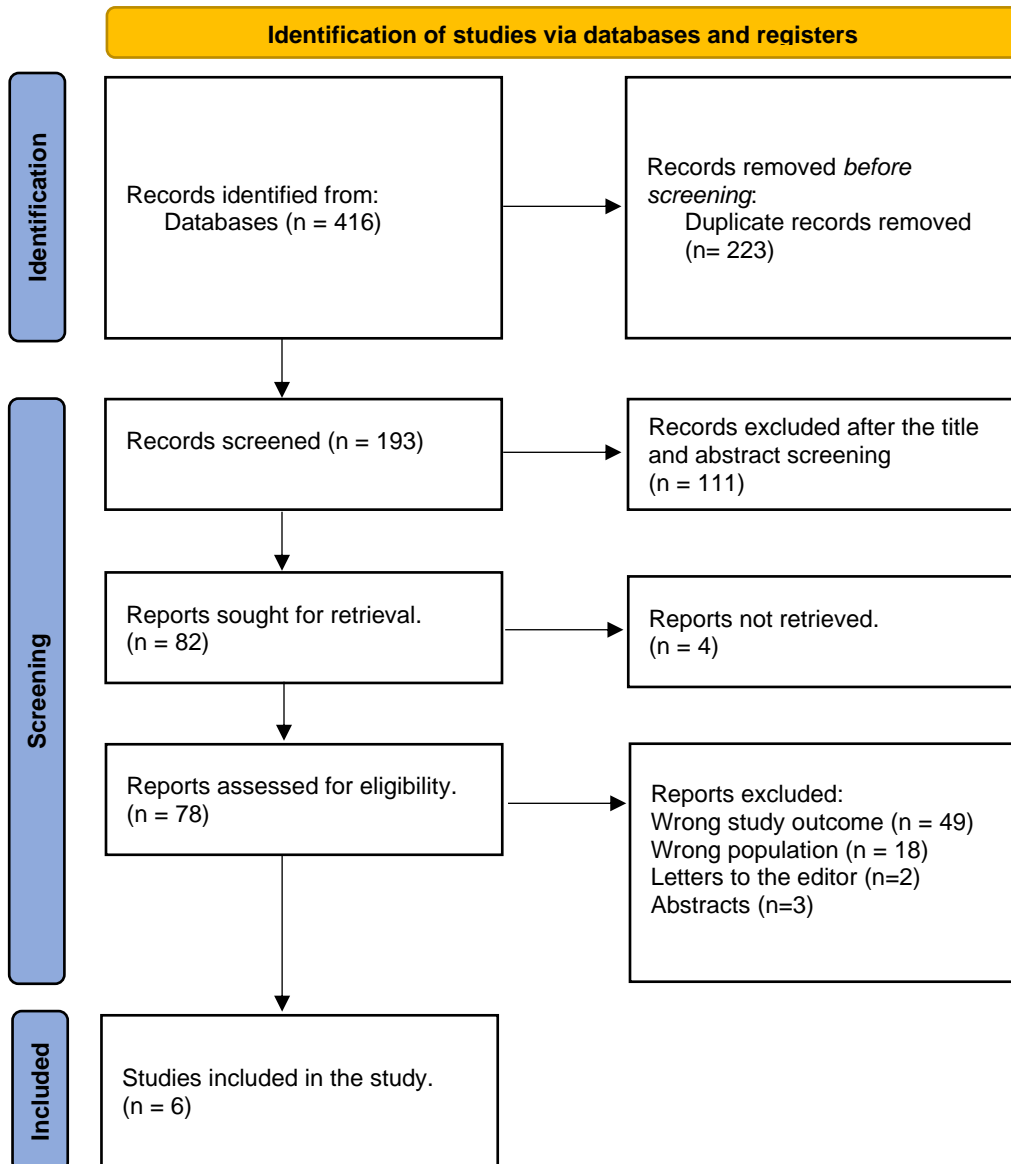 Identification of studies via databases and registers
Identification
Records identified from:
Databases (n = 416)
Records removed before
screening:
Duplicate records removed
(n= 223)
Screening
Records screened (n = 193)
Records excluded after the title
and abstract screening
(n = 111)
Reports sought for retrieval.
(n = 82)
Reports not retrieved.
(n = 4)
Reports assessed for eligibility.
(n = 78)
Reports excluded:
Wrong study outcome (n = 49)
Wrong population (n = 18)
Letters to the editor (n=2)
Abstracts (n=3)
Included
Studies included in the study.
(n = 6)